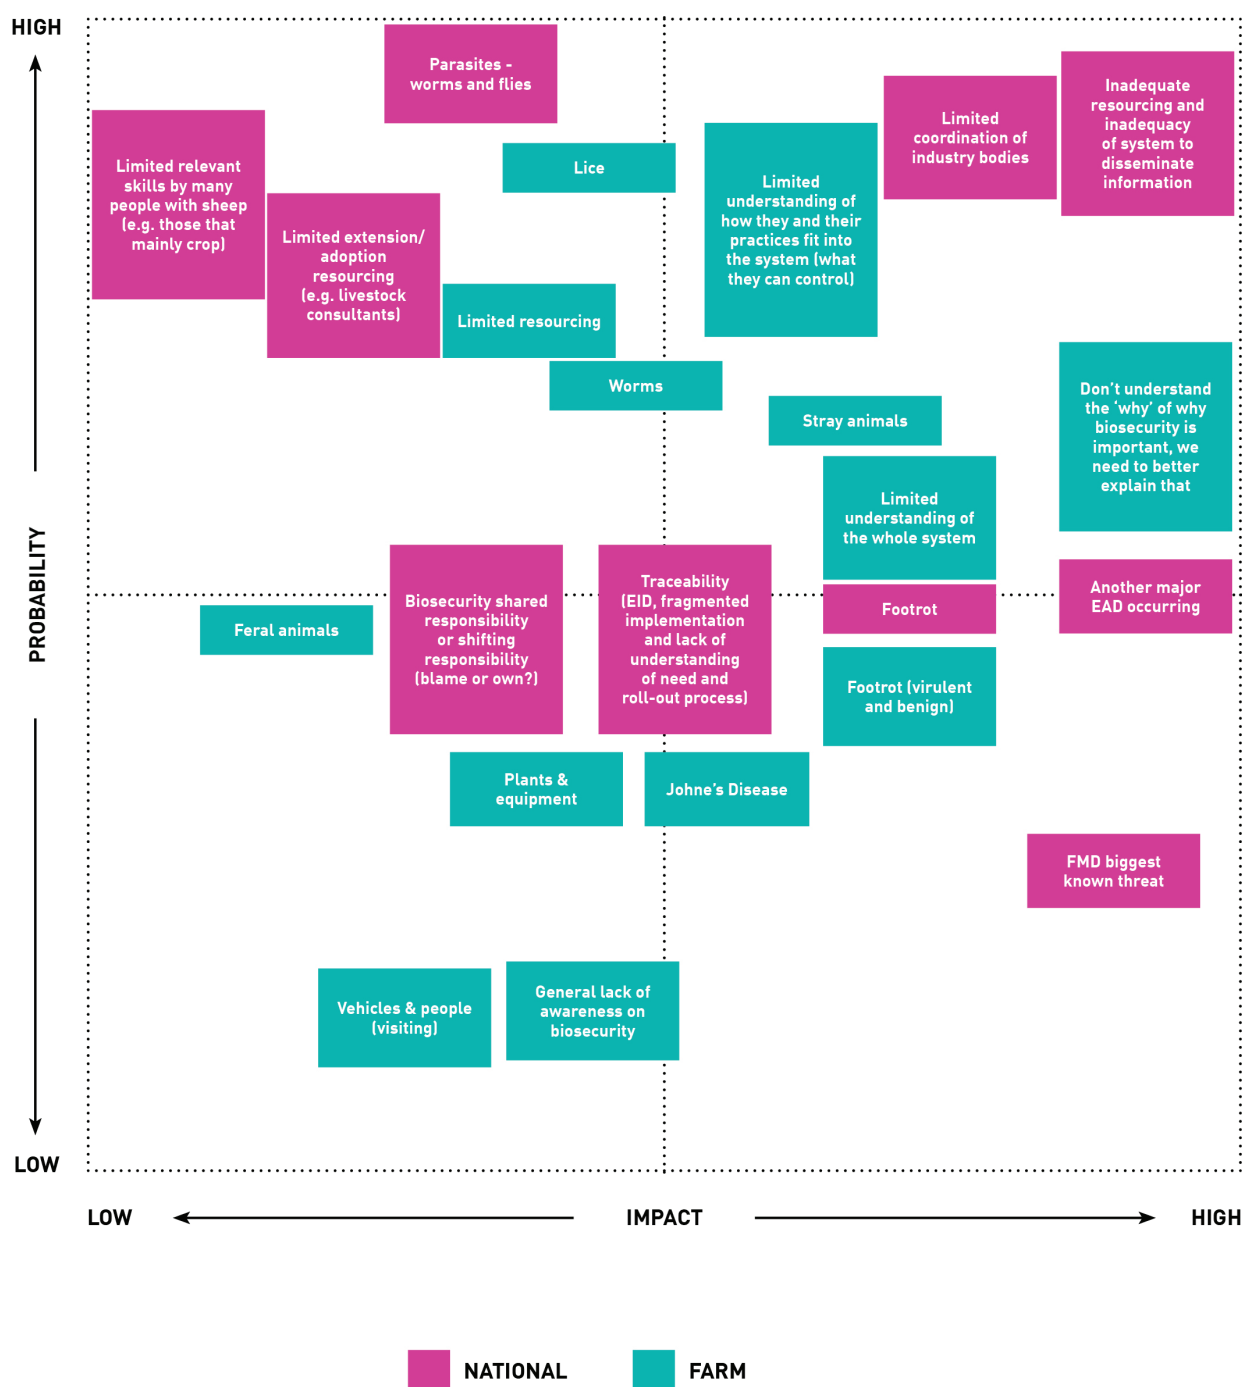 HIGH
Parasites -
worms and flies
Inadequate
resourcing and
inadequacy
of system to
disseminate
information
Limited
coordination of
industry bodies
Lice
Limited relevant
skills by many
people with sheep
(e.g. those that
mainly crop)
Limited
understanding of
how they and their
practices fit into
the system (what
they can control)
Limited extension/
adoption
resourcing
(e.g. livestock
consultants)
Limited resourcing
Worms
Stray animals
Don’t understand
the ‘why’ of why
biosecurity is
important, we
need to better
explain that
Limited
understanding of
the whole system
PROBABILITY
Another major
EAD occurring
Footrot
Feral animals
Biosecurity shared
responsibility
or shifting
responsibility
(blame or own?)
Traceability
(EID, fragmented
implementation
and lack of
understanding
of need and
roll-out process)
Footrot (virulent
and benign)
Plants &
equipment
Johne’s Disease
FMD biggest
known threat
Vehicles & people
(visiting)
General lack of
awareness on
biosecurity
LOW
LOW
IMPACT
HIGH
NATIONAL
FARM